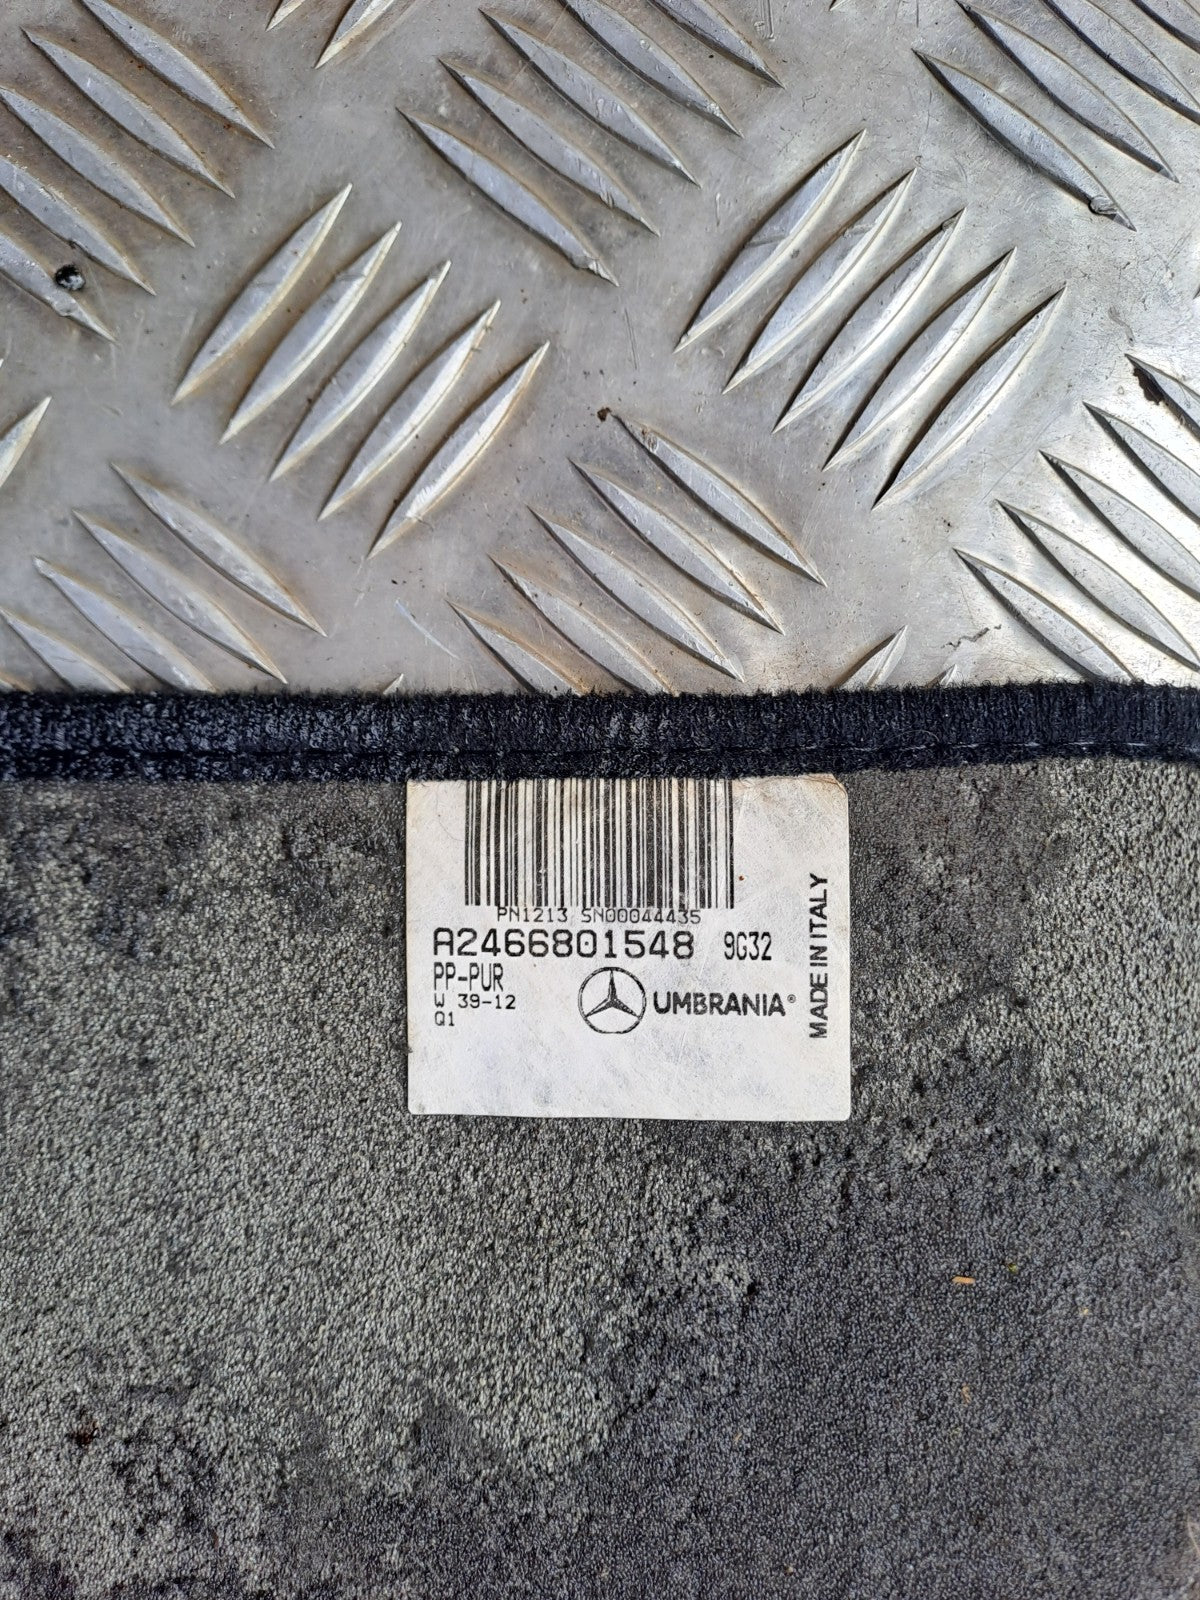 PN1213 SN00044435
A2466801548 9G32
PP-PUR
W 39-12
Q1
UMBRANIA®
MADE IN ITALY